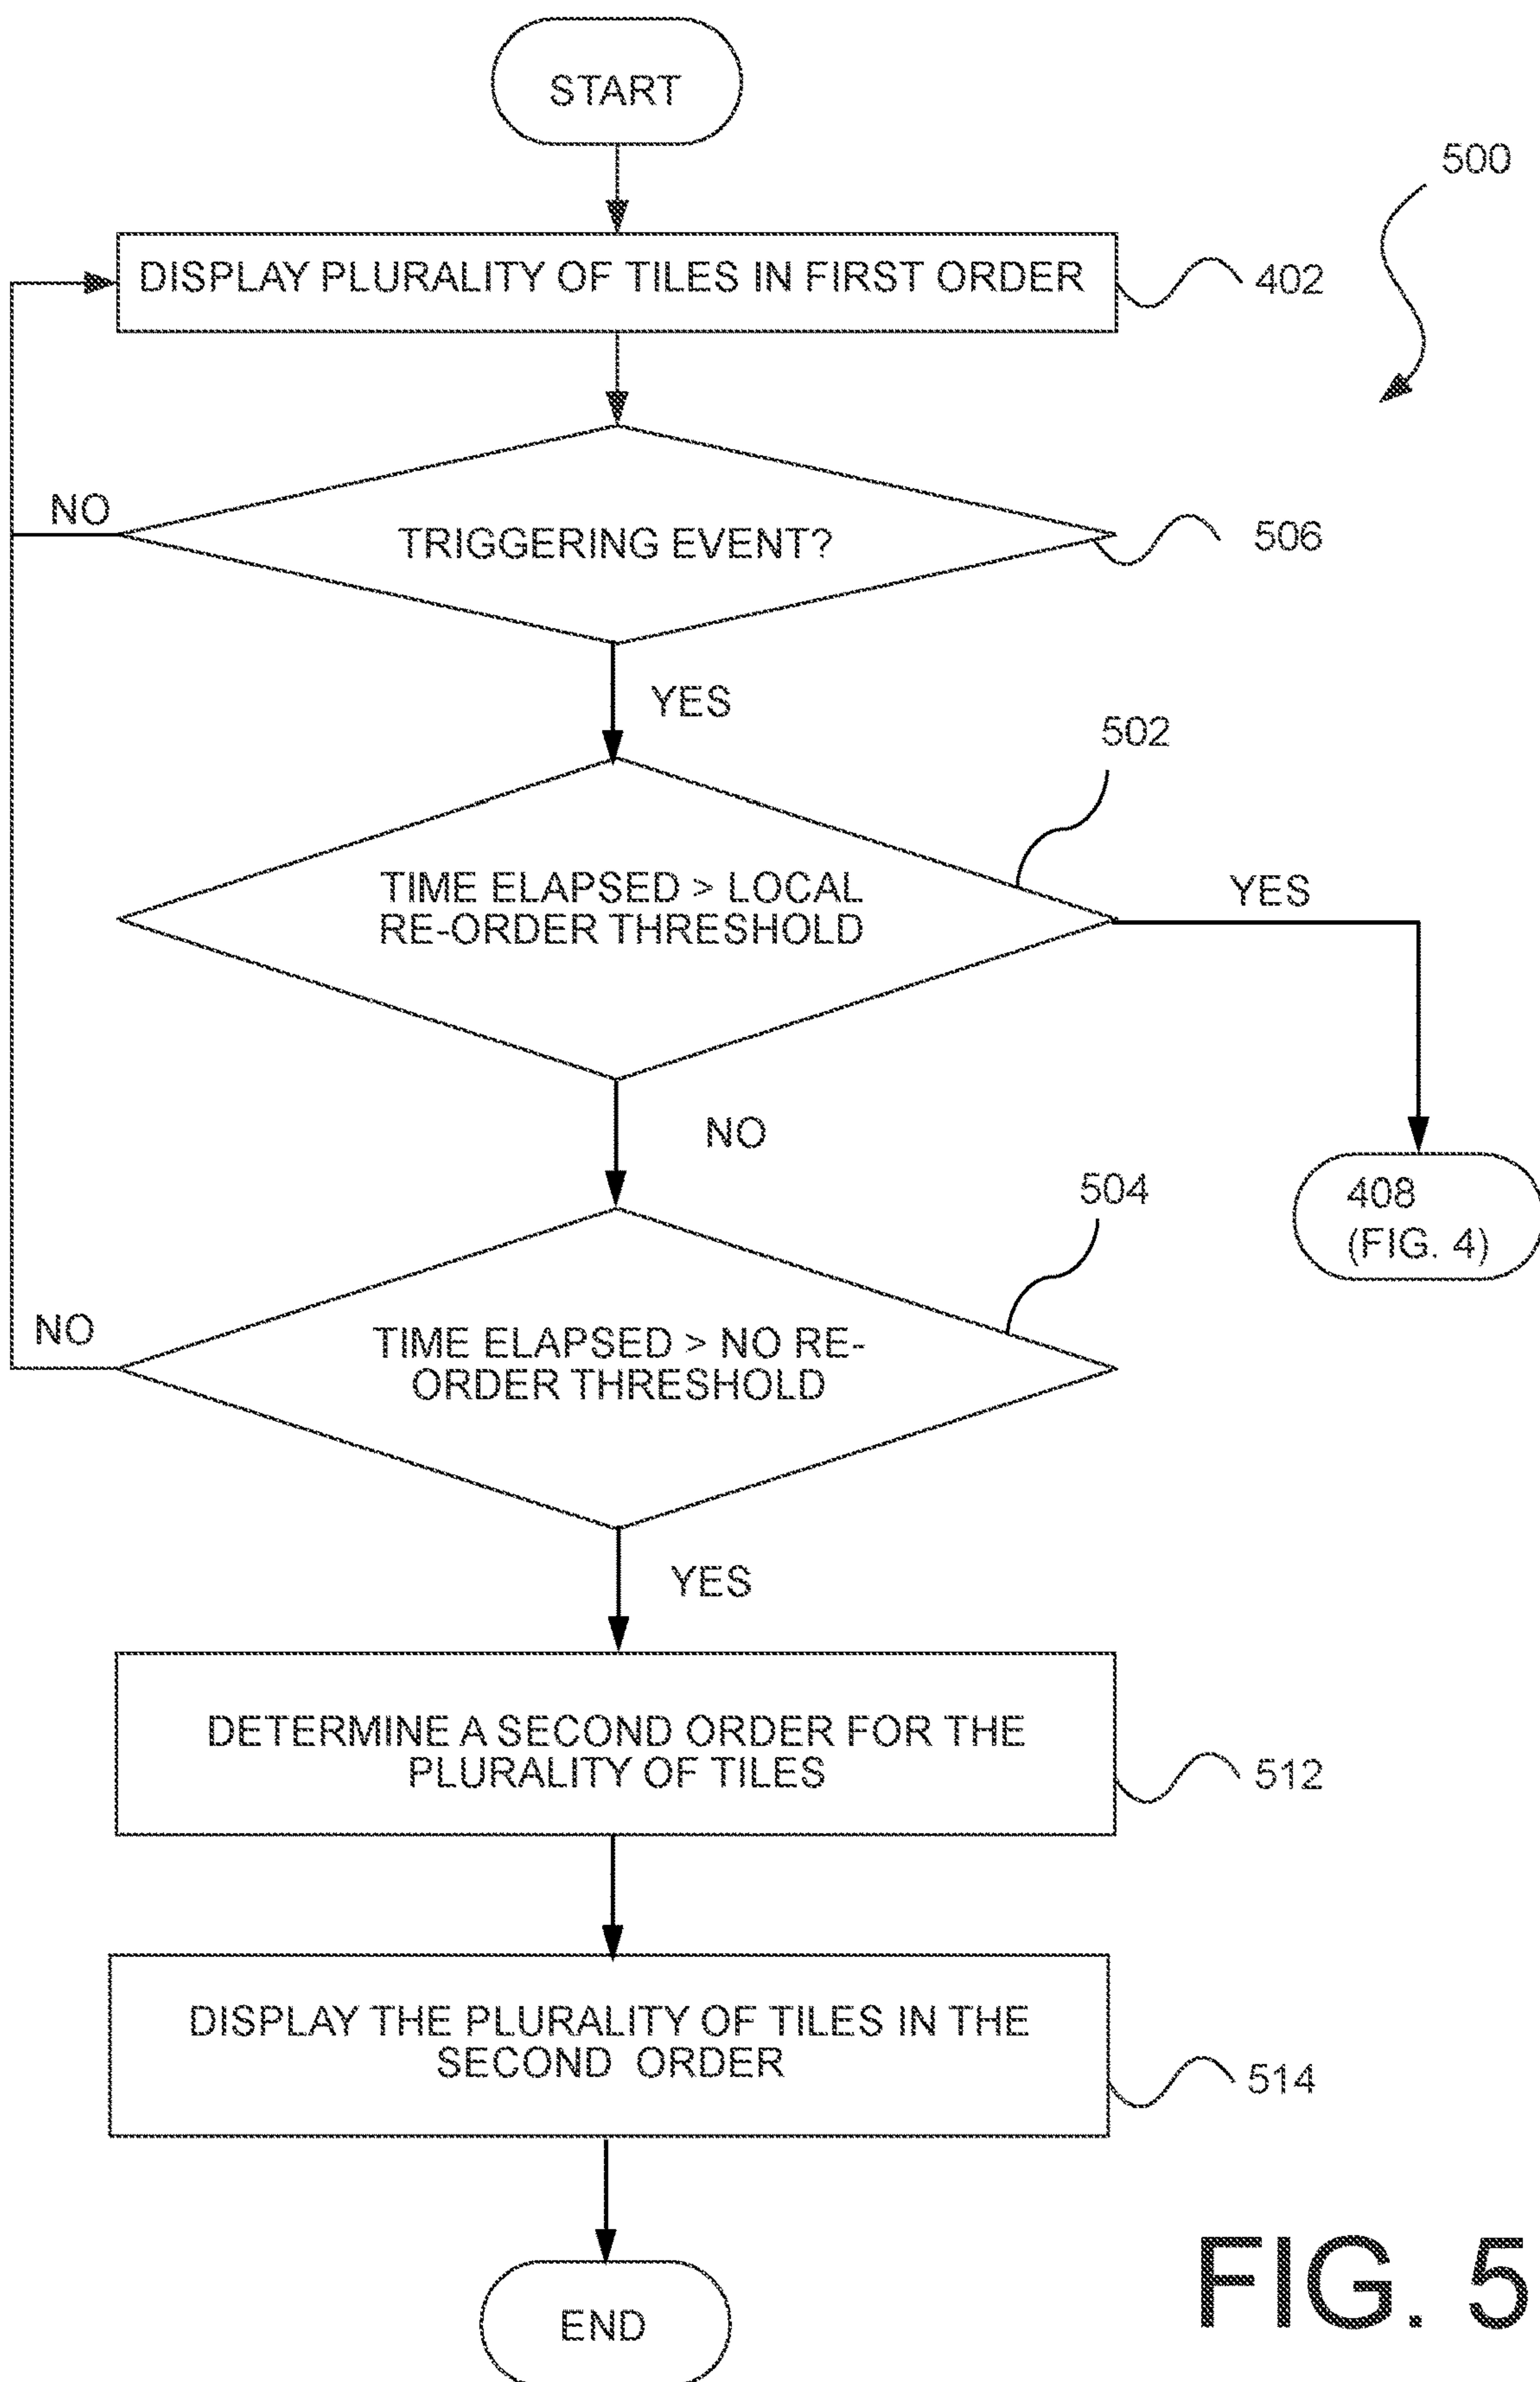 START
500
DISPLAY PLURALITY OF TILES IN FIRST ORDER
402
NO
TRIGGERING EVENT?
506
YES
502
TIME ELAPSED > LOCAL
RE-ORDER THRESHOLD
YES
NO
408
(FIG. 4)
504
NO
TIME ELAPSED > NO RE-
ORDER THRESHOLD
YES
DETERMINE A SECOND ORDER FOR THE
PLURALITY OF TILES
512
DISPLAY THE PLURALITY OF TILES IN THE
SECOND ORDER
514
END
FIG. 5